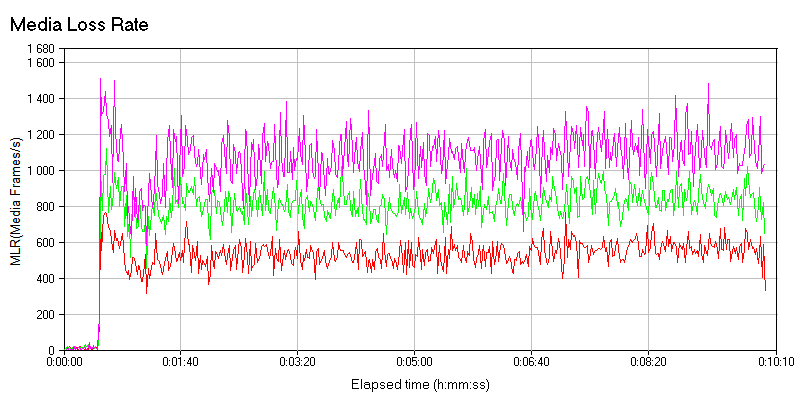 Media Loss Rate
1 680
1 600
1 400
1 200
1 000
800
600
400
200
0
MLR(Media Frames/s)
0:00:00 0:01:40 0:03:20 0:05:00 0:06:40 0:08:20 0:10:10
Elapsed time (h:mm:ss)